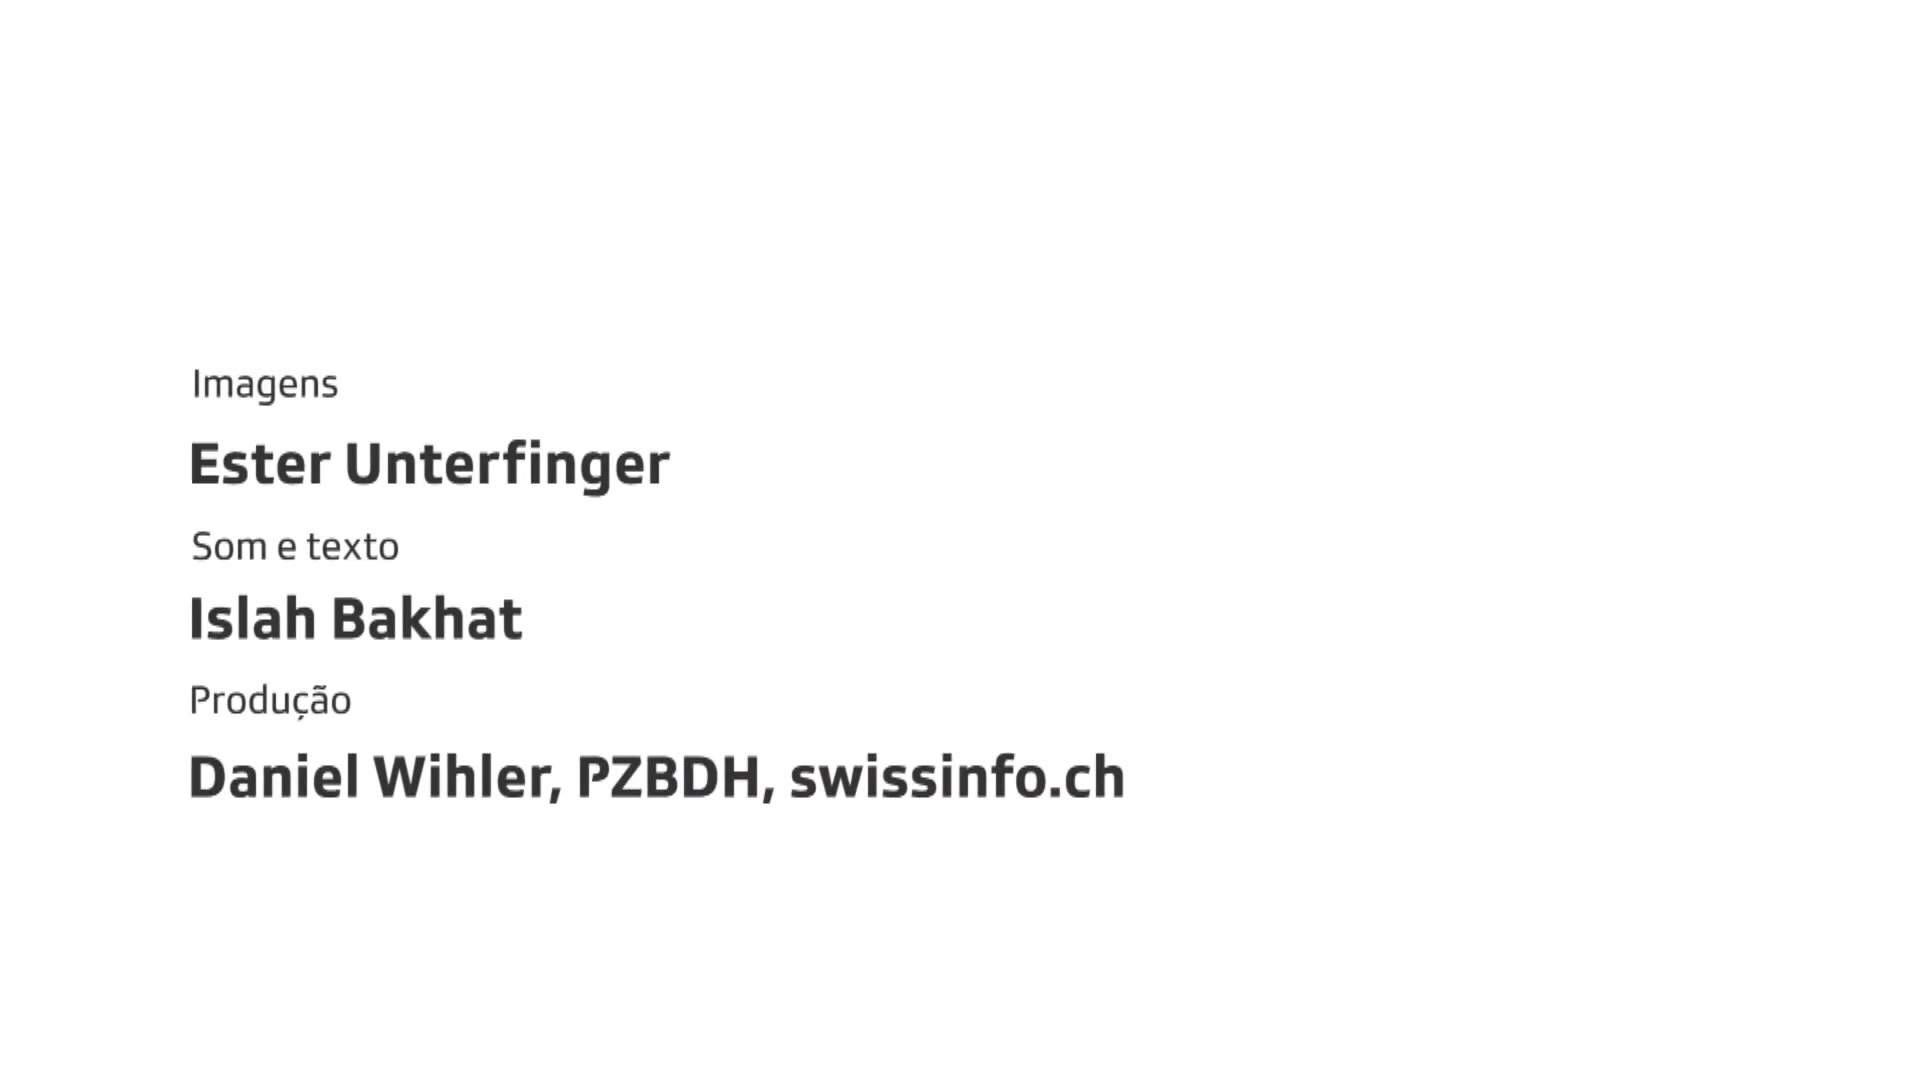 Imagens
Ester Unterfinger
Som e texto
Islah Bakhat
Produção
Daniel Wihler, PZBDH, swissinfo.ch